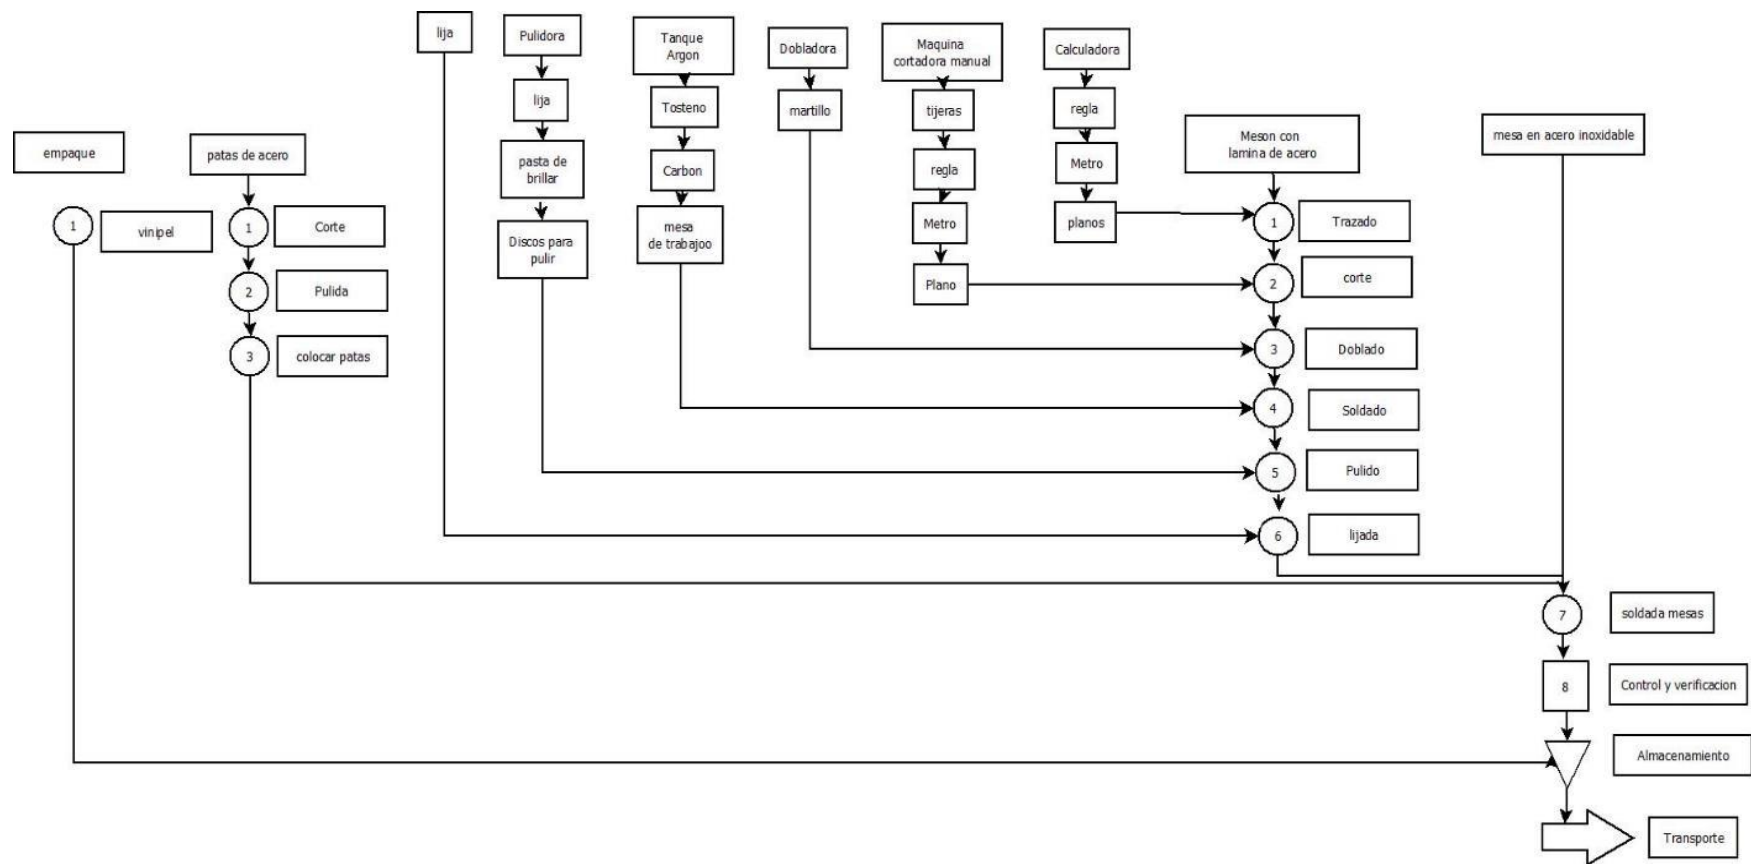 lija
Pulidora
Tanque
Argon
Dobladora
Maquina
cortadora manual
Calculadora
lija
Tosteno
martillo
tijeras
regla
empaque
patas de acero
pasta de
brillar
Carbon
regla
Metro
Meson con
lamina de acero
mesa en acero inoxidable
1
vinipel
1
Corte
Discos para
pulir
mesa
de trabajoo
Metro
planos
1
Trazado
2
Pulida
Plano
2
corte
3
colocar patas
3
Doblado
4
Soldado
5
Pulido
6
lijada
7
soldada mesas
8
Control y verificacion
Almacenamiento
Transporte